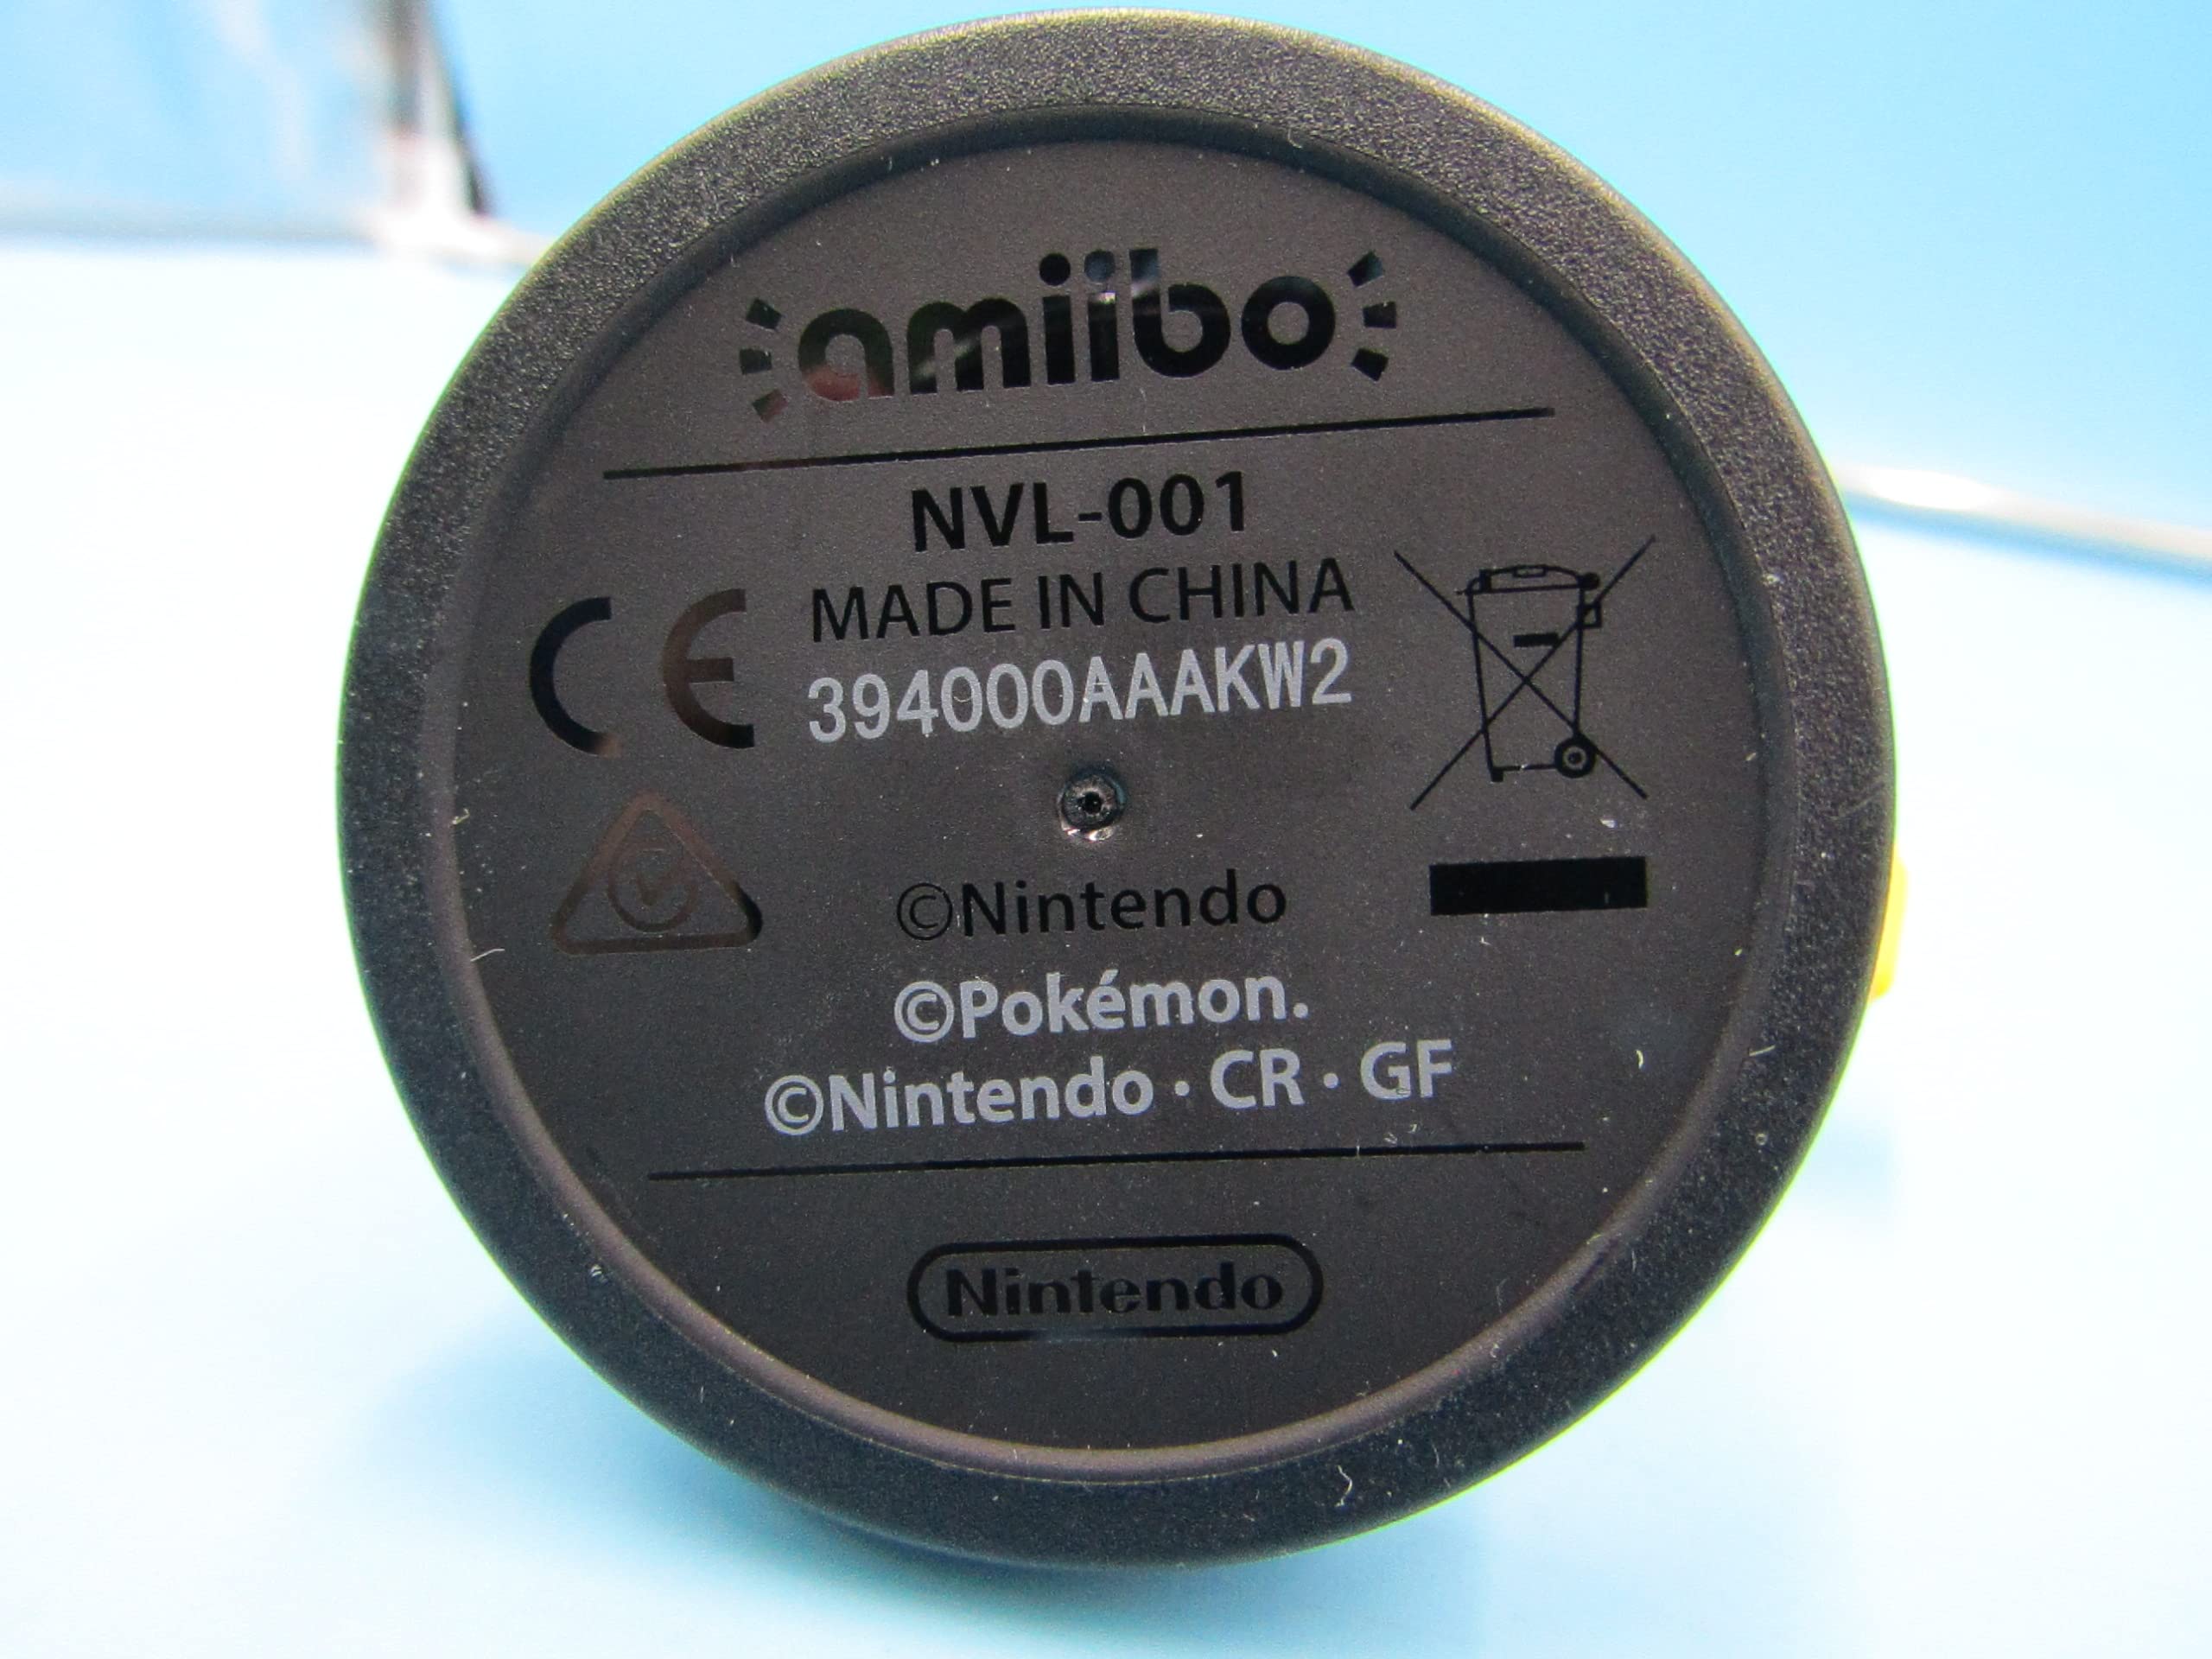 amiibo
NVL-001
MADE IN CHINA
394000AAAKW2
CE
©Nintendo
©Pokémon.
©Nintendo・CR・GF
Nintendo